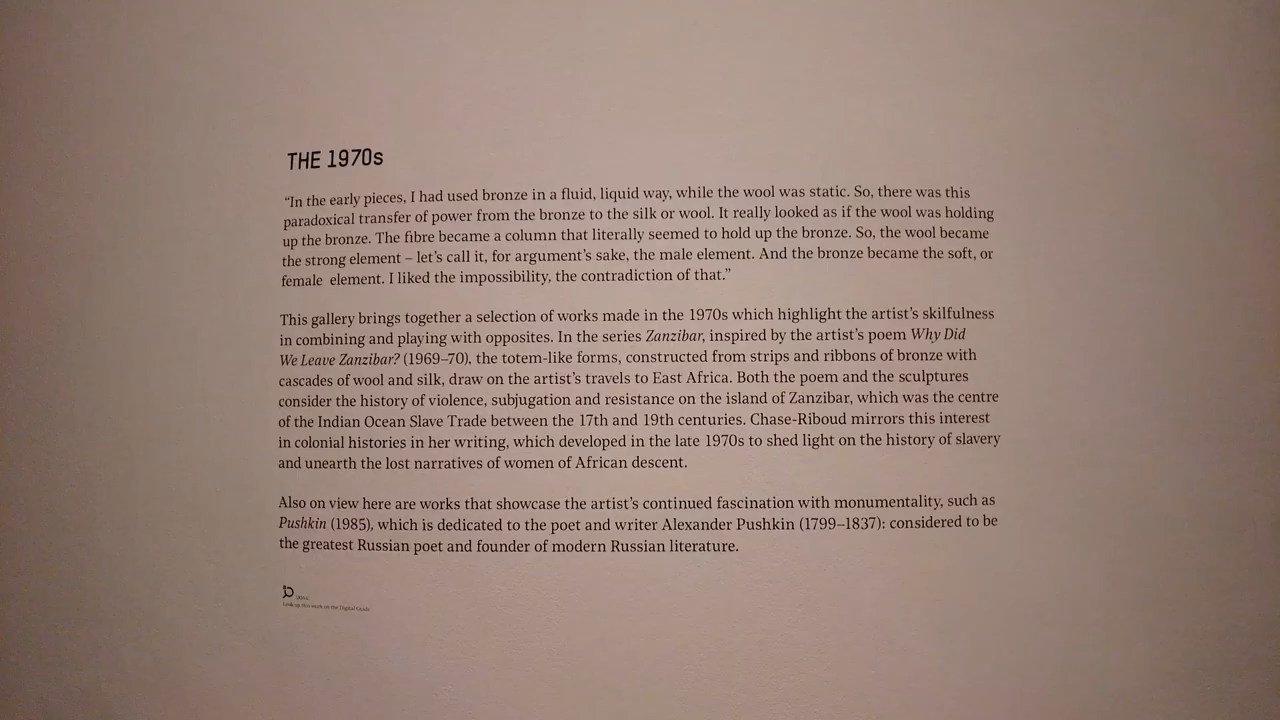 THE 1970s
“In the early pieces, I had used bronze in a fluid, liquid way, while the wool was static. So, there was this
paradoxical transfer of power from the bronze to the silk or wool. It really looked as if the wool was holding
up the bronze. The fibre became a column that literally seemed to hold up the bronze. So, the wool became
the strong element – let’s call it, for argument’s sake, the male element. And the bronze became the soft, or
female element. I liked the impossibility, the contradiction of that.”
This gallery brings together a selection of works made in the 1970s which highlight the artist’s skilfulness
in combining and playing with opposites. In the series Zanzibar, inspired by the artist’s poem Why Did
We Leave Zanzibar? (1969–70), the totem-like forms, constructed from strips and ribbons of bronze with
cascades of wool and silk, draw on the artist’s travels to East Africa. Both the poem and the sculptures
consider the history of violence, subjugation and resistance on the island of Zanzibar, which was the centre
of the Indian Ocean Slave Trade between the 17th and 19th centuries. Chase-Riboud mirrors this interest
in colonial histories in her writing, which developed in the late 1970s to shed light on the history of slavery
and unearth the lost narratives of women of African descent.
Also on view here are works that showcase the artist’s continued fascination with monumentality, such as
Pushkin (1985), which is dedicated to the poet and writer Alexander Pushkin (1799–1837): considered to be
the greatest Russian poet and founder of modern Russian literature.
Look up this work on the Digital Guide